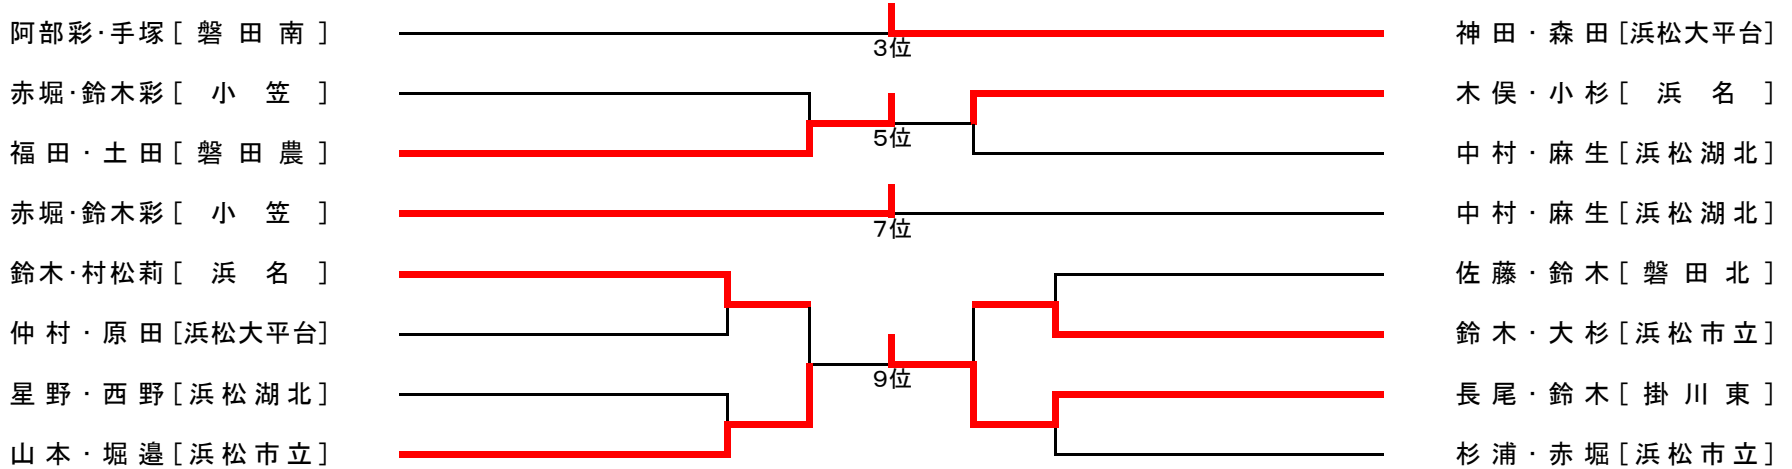 阿部彩・手塚［ 磐 田 南 ］ 神 田 ・ 森 田［浜松大平台］
3位
赤堀・鈴木彩［ 小 笠 ］ 木 俣 ・ 小 杉［ 浜 名 ］
5位
福 田 ・ 土 田［ 磐 田 農 ］ 中 村 ・ 麻 生［浜 松 湖 北］
赤堀・鈴木彩［ 小 笠 ］ 中 村 ・ 麻 生［浜 松 湖 北］
7位
鈴木・村松莉［ 浜 名 ］ 佐 藤 ・ 鈴 木［ 磐 田 北 ］
仲 村 ・ 原 田［浜松大平台］ 鈴 木 ・ 大 杉［浜 松 市 立］
9位
星 野 ・ 西 野［浜 松 湖 北］ 長 尾 ・ 鈴 木［ 掛 川 東 ］
山 本 ・ 堀 邉［浜 松 市 立］ 杉 浦 ・ 赤 堀［浜 松 市 立］